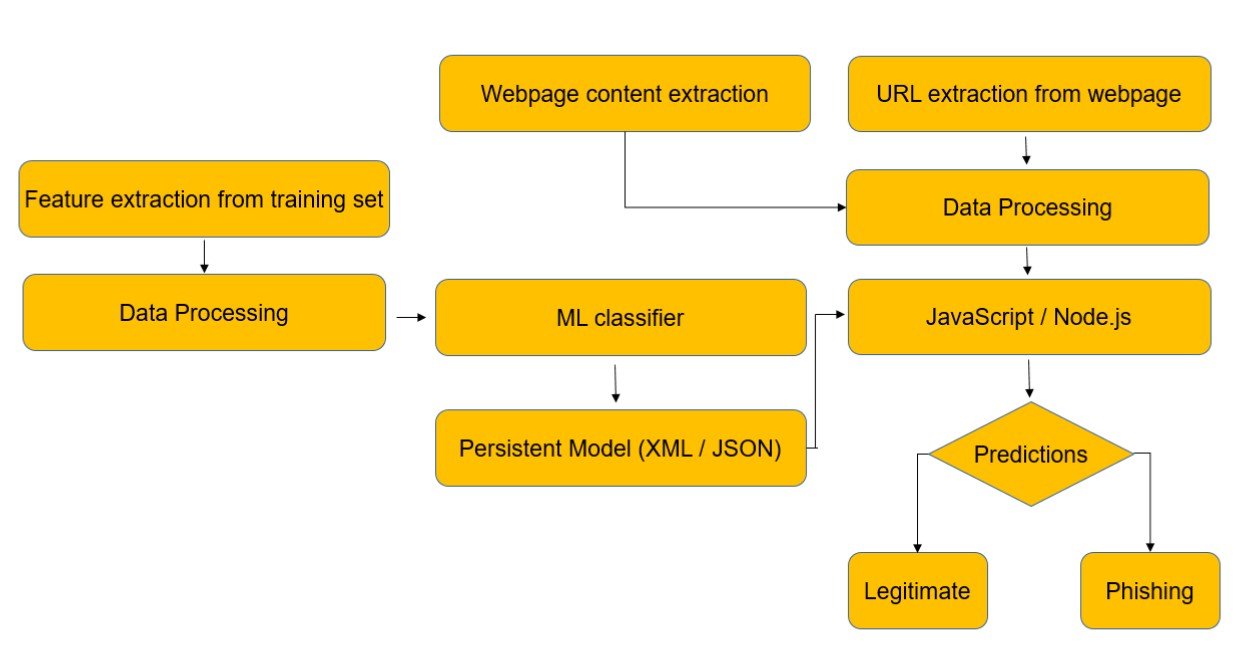 Webpage content extraction
URL extraction from webpage
Feature extraction from training set
Data Processing
Data Processing
ML classifier
JavaScript / Node.js
Persistent Model (XML / JSON)
Predictions
Legitimate
Phishing